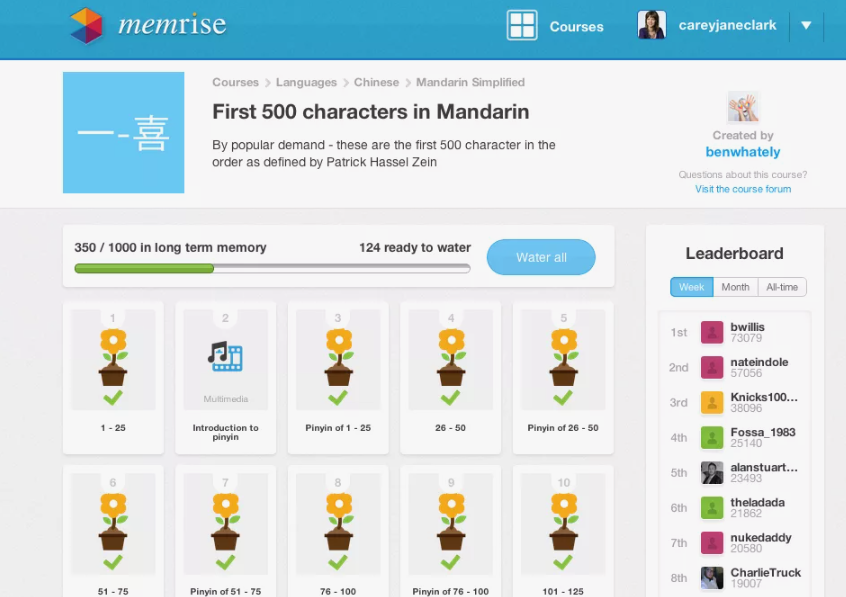 memrise
Courses
careyjaneclark
一-喜
Courses > Languages > Chinese > Mandarin Simplified
First 500 characters in Mandarin
By popular demand - these are the first 500 character in the
order as defined by Patrick Hassel Zein
Created by
benwhately
Questions about this course?
Visit the course forum
350 / 1000 in long term memory
124 ready to water
Water all
1
2
3
4
5
Multimedia
1 - 25
Introduction to
pinyin
Pinyin of 1 - 25
26 - 50
Pinyin of 26 - 50
6
7
8
9
10
51 - 75
Pinyin of 51 - 75
76 - 100
Pinyin of 76 - 100
101 - 125
Leaderboard
Week
Month
All-time
1st
bwillis
73079
2nd
nateindole
57056
3rd
Knicks100...
38096
4th
Fossa_1983
25140
5th
alanstuart...
23493
6th
theladada
21862
7th
nukedaddy
20580
8th
CharlieTruck
19007